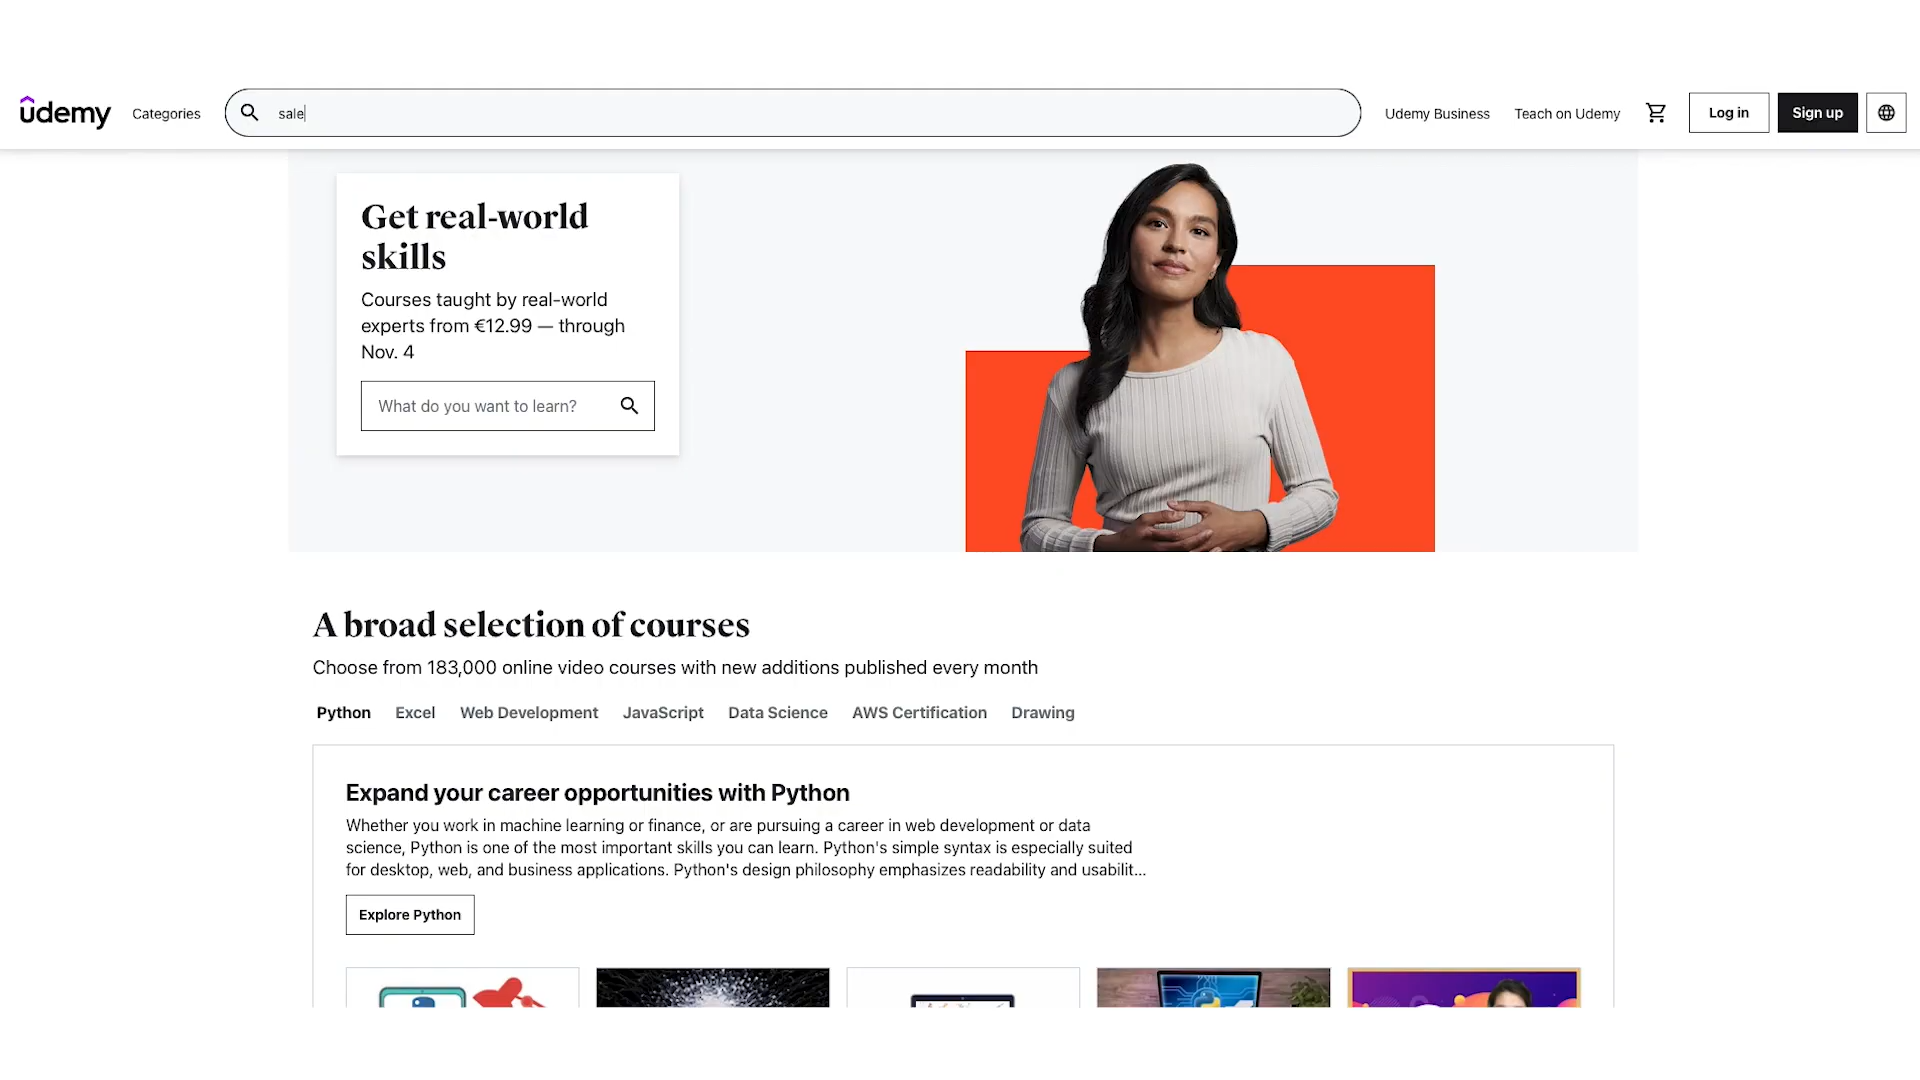 udemy
Categories
sale
Udemy Business
Teach on Udemy
Log in
Sign up
Get real-world
skills
Courses taught by real-world
experts from €12.99 — through
Nov. 4
What do you want to learn?
A broad selection of courses
Choose from 183,000 online video courses with new additions published every month
Python
Excel
Web Development
JavaScript
Data Science
AWS Certification
Drawing
Expand your career opportunities with Python
Whether you work in machine learning or finance, or are pursuing a career in web development or data
science, Python is one of the most important skills you can learn. Python's simple syntax is especially suited
for desktop, web, and business applications. Python's design philosophy emphasizes readability and usabilit...
Explore Python